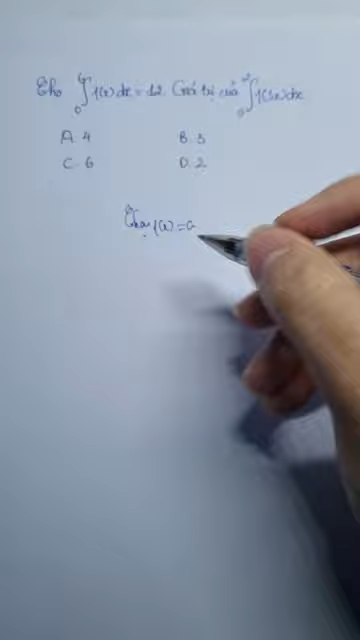 Cho ∫₀⁶ f(x)dx = 12 Giá trị của ∫₀² f(3x)dx
A. 4 B. 3
C. 6 D. 2
Chọn f(x) = a